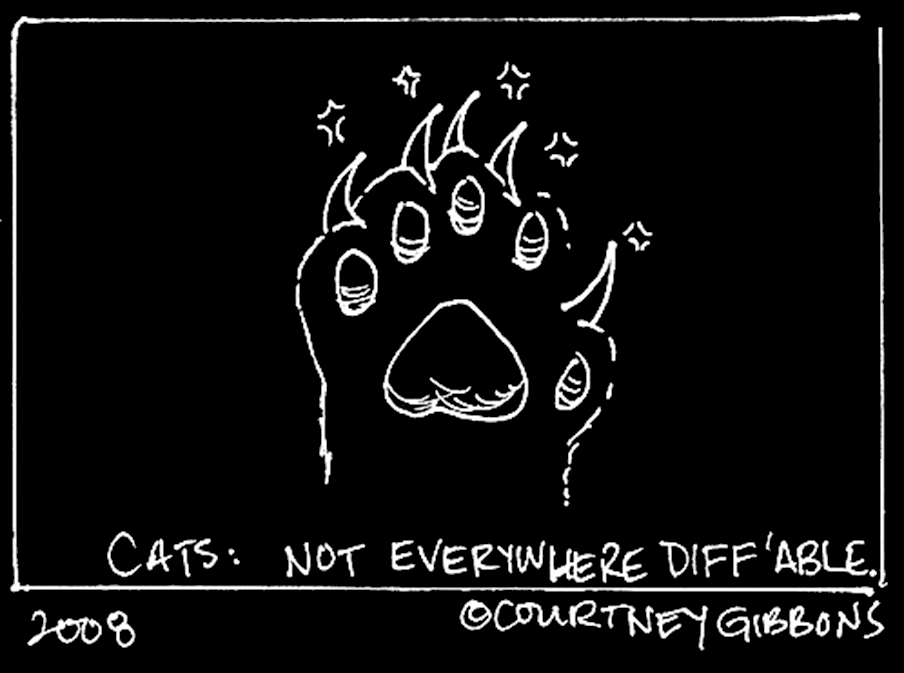 CATS: NOT EVERYWHERE DIFF'ABLE.
2008 ©COURTNEY GIBBONS